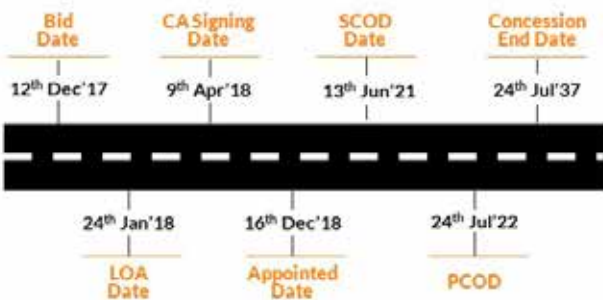 Bid
Date
CA Signing
Date
SCOD
Date
Concession
End Date
12th Dec'17
9th Apr'18
13th Jun'21
24th Jul'37
24th Jan'18
16th Dec'18
24th Jul'22
LOA
Date
Appointed
Date
PCOD